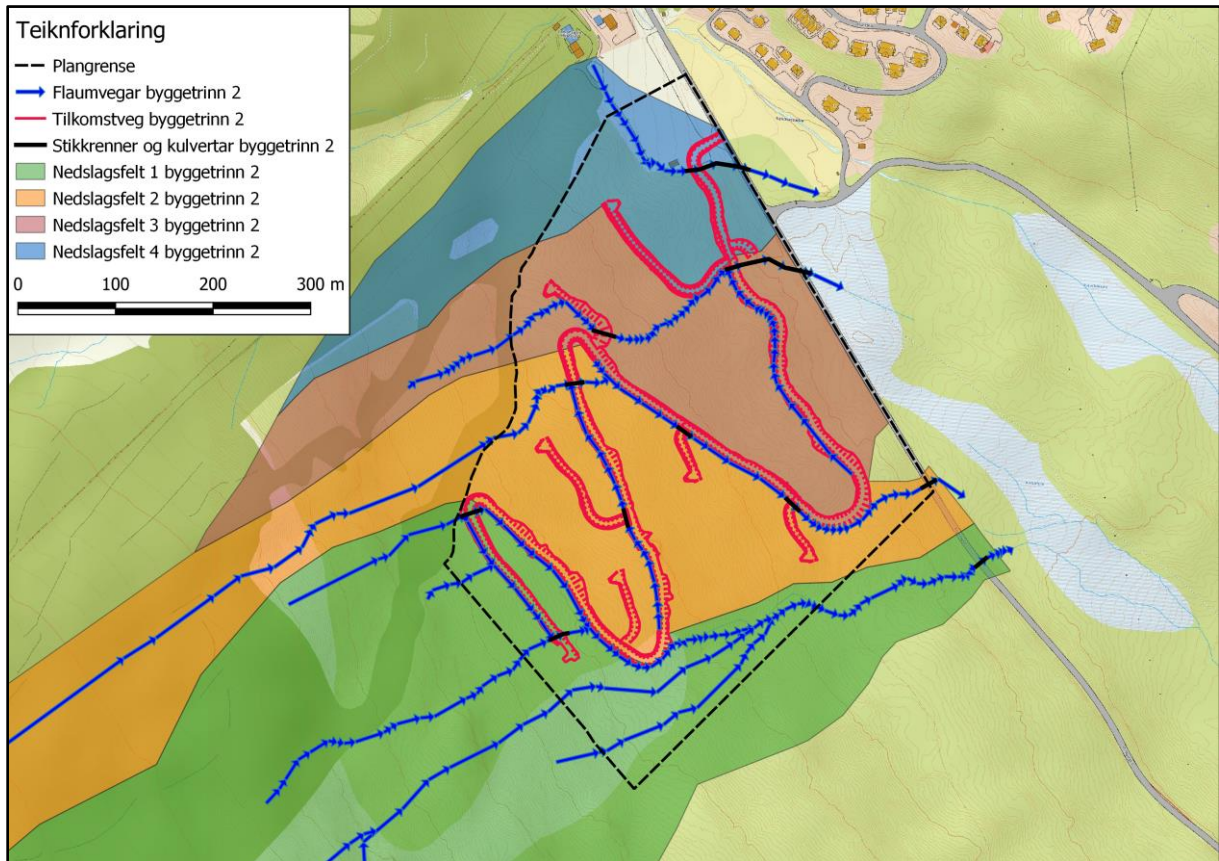 Teiknforklaring
Plangrense
Flaumvegar byggetrinn 2
Tilkomstveg byggetrinn 2
Stikkrenner og kulvertar byggetrinn 2
Nedslagsfelt 1 byggetrinn 2
Nedslagsfelt 2 byggetrinn 2
Nedslagsfelt 3 byggetrinn 2
Nedslagsfelt 4 byggetrinn 2
0 100 200 300 m